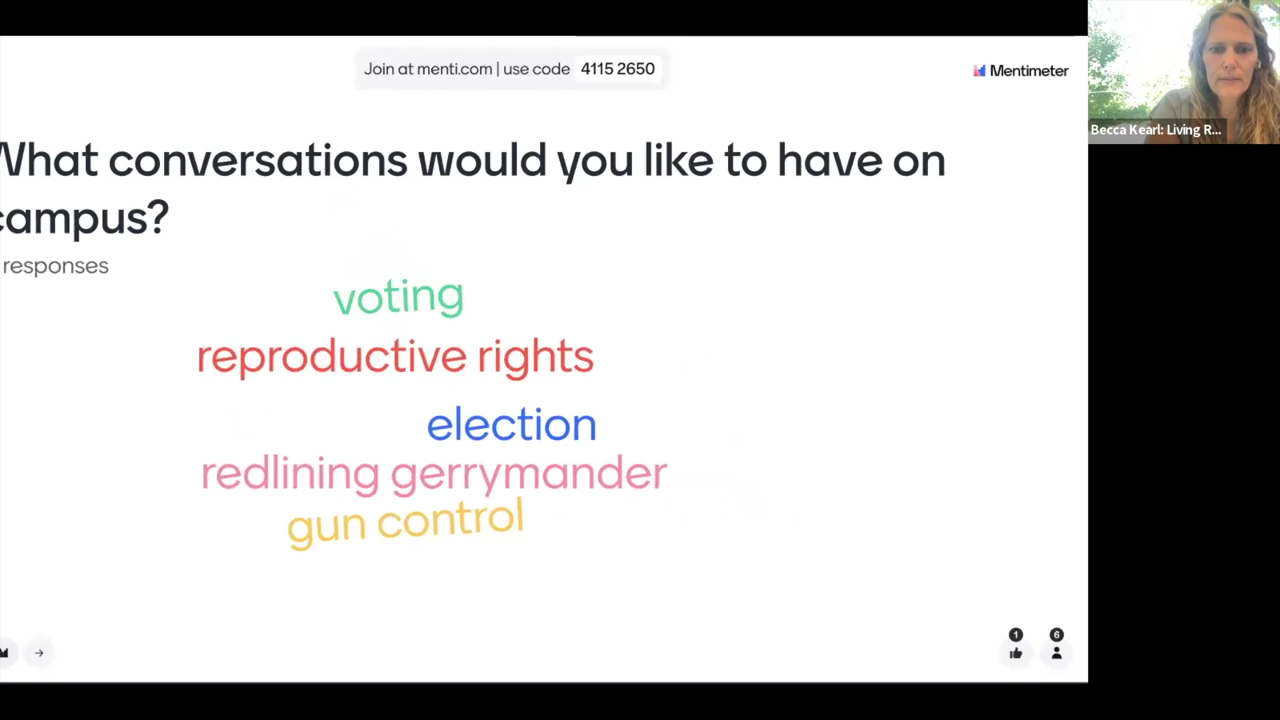 Join at menti.com | use code 4115 2650
Mentimeter
What conversations would you like to have on
campus?
responses
voting
reproductive rights
election
redlining gerrymander
gun control
1
6
Becca Kearl: Living R...